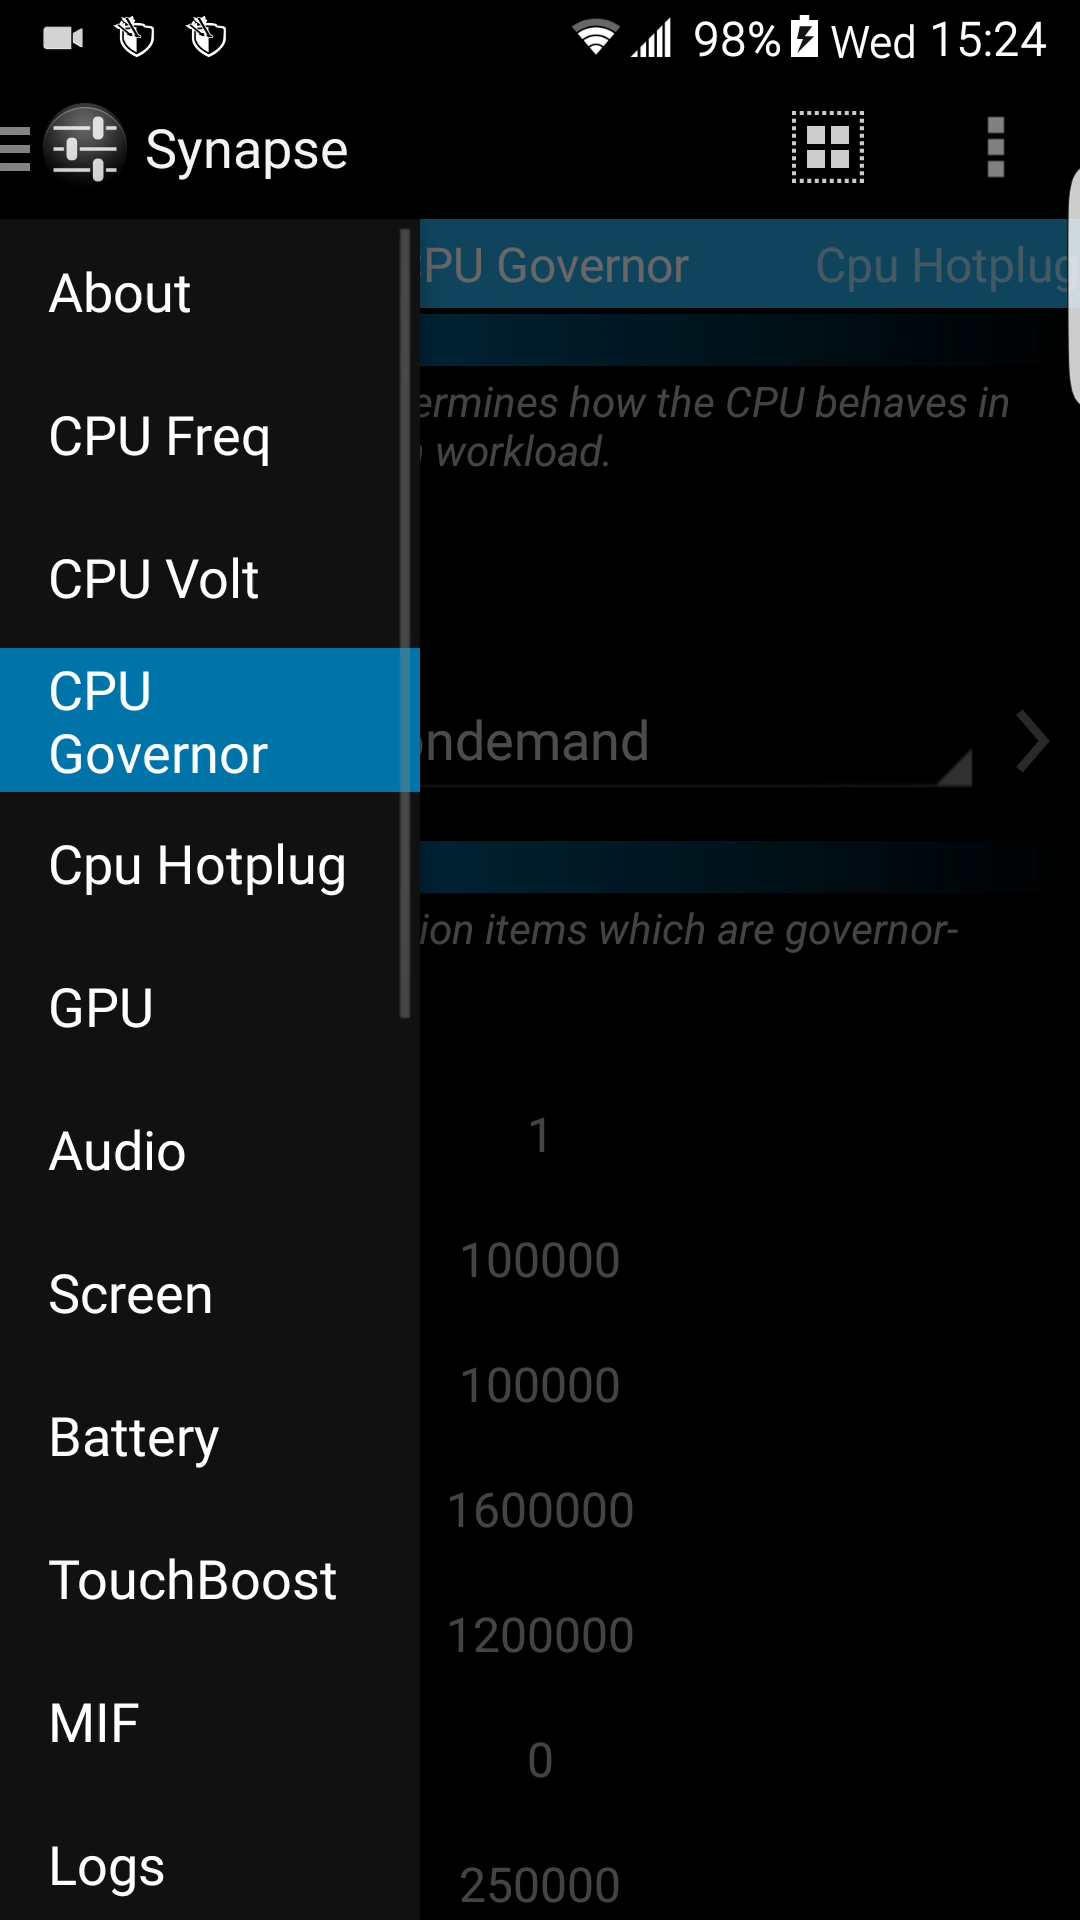 98% Wed 15:24
Synapse
About
CPU Freq
CPU Volt
CPU
Governor
Cpu Hotplug
GPU
Audio
Screen
Battery
TouchBoost
MIF
Logs
PU Governor Cpu Hotplug
ermines how the CPU behaves in
workload.
ondemand
ion items which are governor-
1
100000
100000
1600000
1200000
0
250000